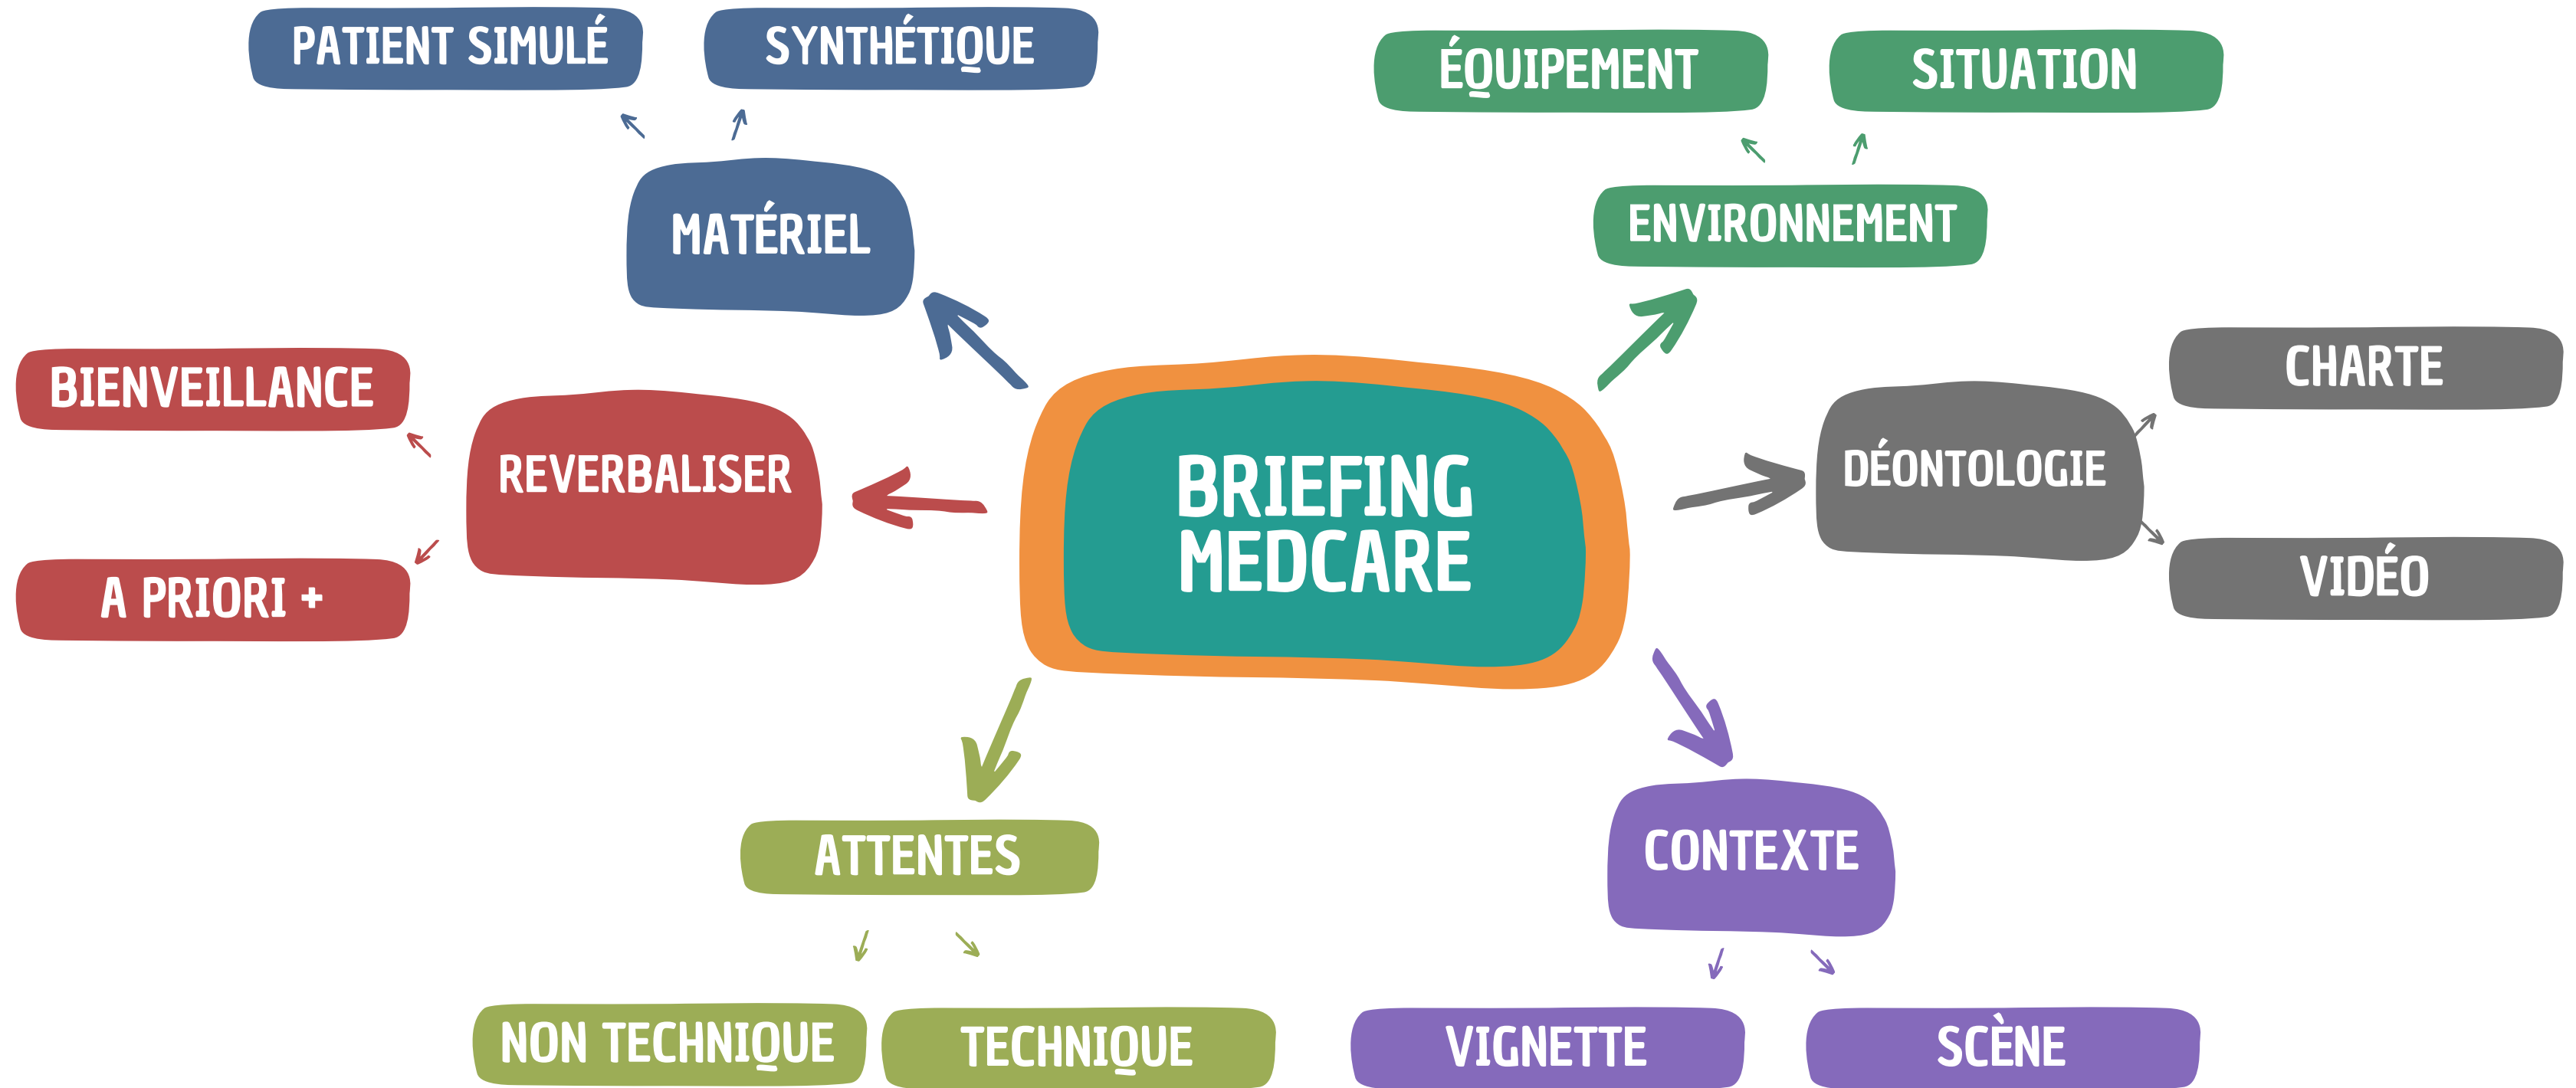 PATIENT SIMULÉ
SYNTHÉTIQUE
ÉQUIPEMENT
SITUATION
MATÉRIEL
ENVIRONNEMENT
BIENVEILLANCE
REVERBALISER
A PRIORI +
BRIEFING
MEDCARE
DÉONTOLOGIE
CHARTE
VIDÉO
ATTENTES
CONTEXTE
NON TECHNIQUE
TECHNIQUE
VIGNETTE
SCÈNE